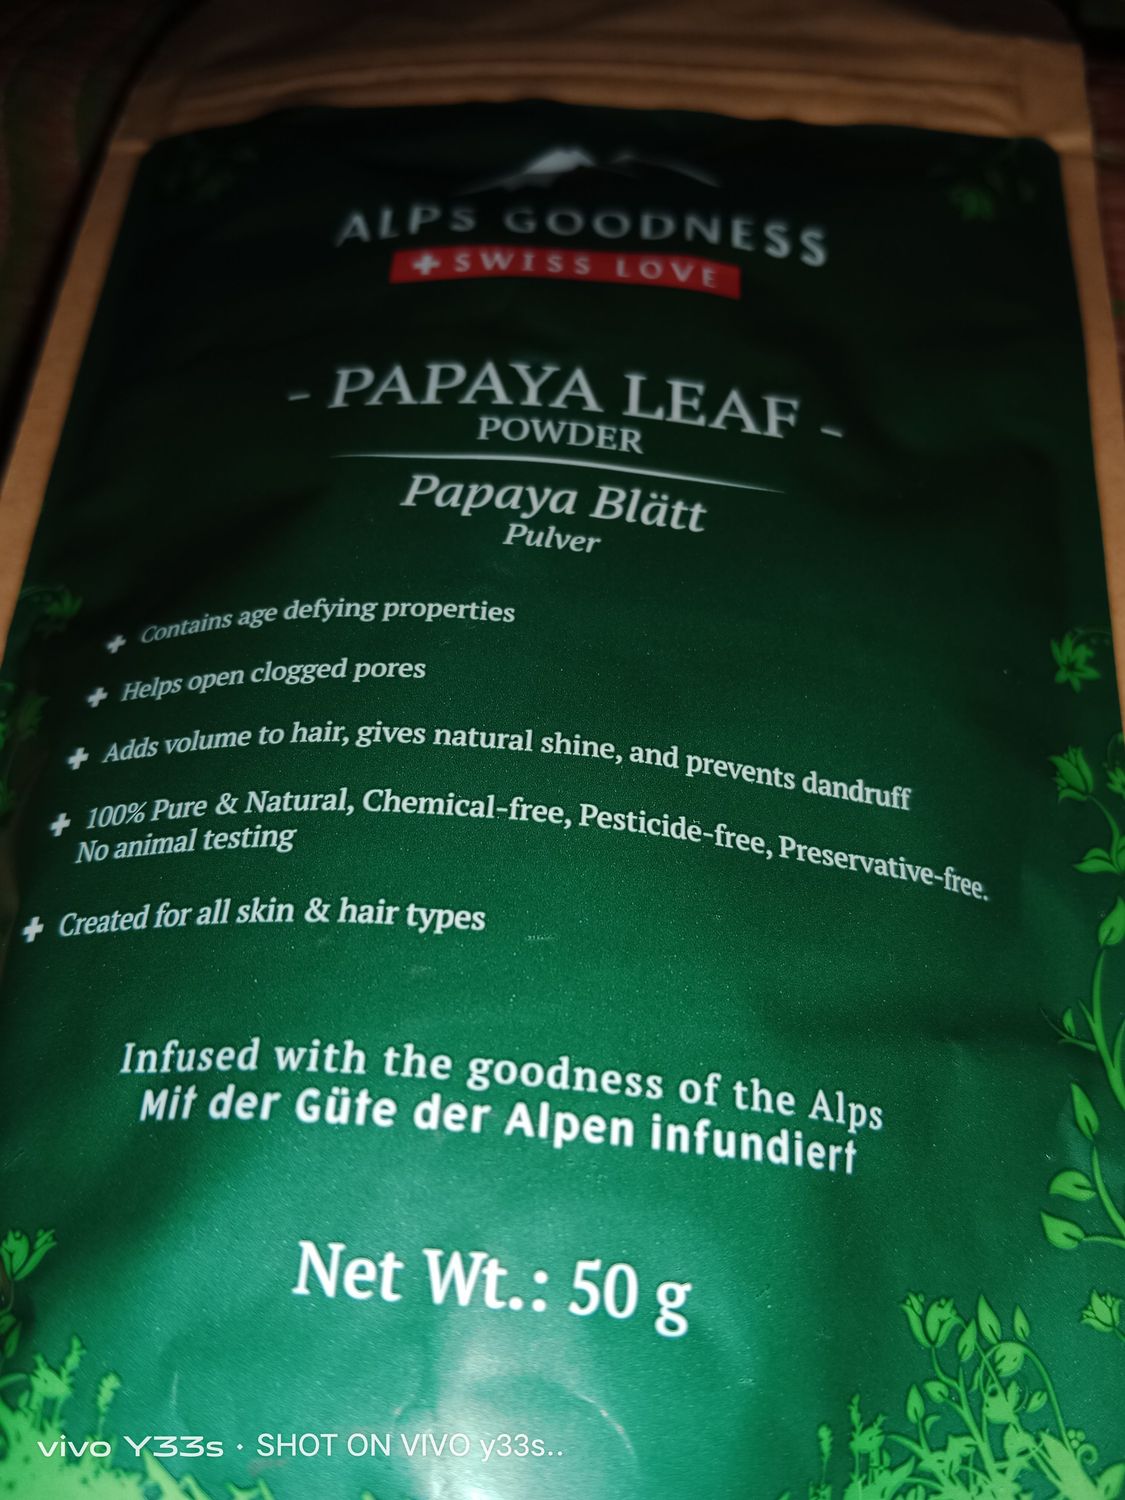 ALPS GOODNESS
SWISS LOVE
- PAPAYA LEAF -
POWDER
Papaya Blätt
Pulver
Contains age defying properties
Helps open clogged pores
Adds volume to hair, gives natural shine, and prevents dandruff
100% Pure & Natural, Chemical-free, Pesticide-free, Preservative-free.
No animal testing
Created for all skin & hair types
Infused with the goodness of the Alps
Mit der Güte der Alpen infundiert
Net Wt.: 50 g
vivo Y33s · SHOT ON VIVO y33s..